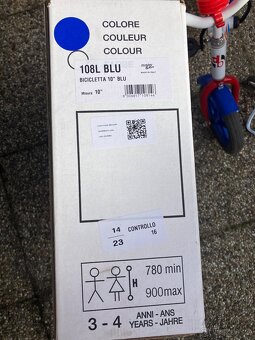 COLORE
COULEUR
COLOUR
108L BLU
BICICLETTA 10" BLU
Misura 10"
14
23
CONTROLLO
16
H
780 min
900max
3 - 4
ANNI - ANS
YEARS - JAHRE